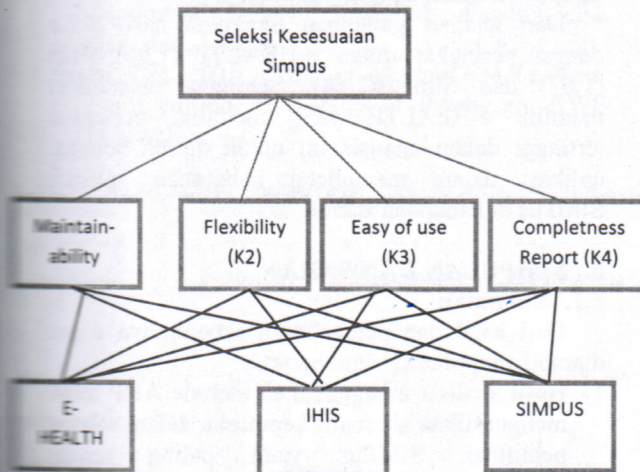 Seleksi Kesesuaian
Simpus
Maintain-
ability
Flexibility
(K2)
Easy of use
(K3)
Completness
Report (K4)
E-
HEALTH
IHIS
SIMPUS